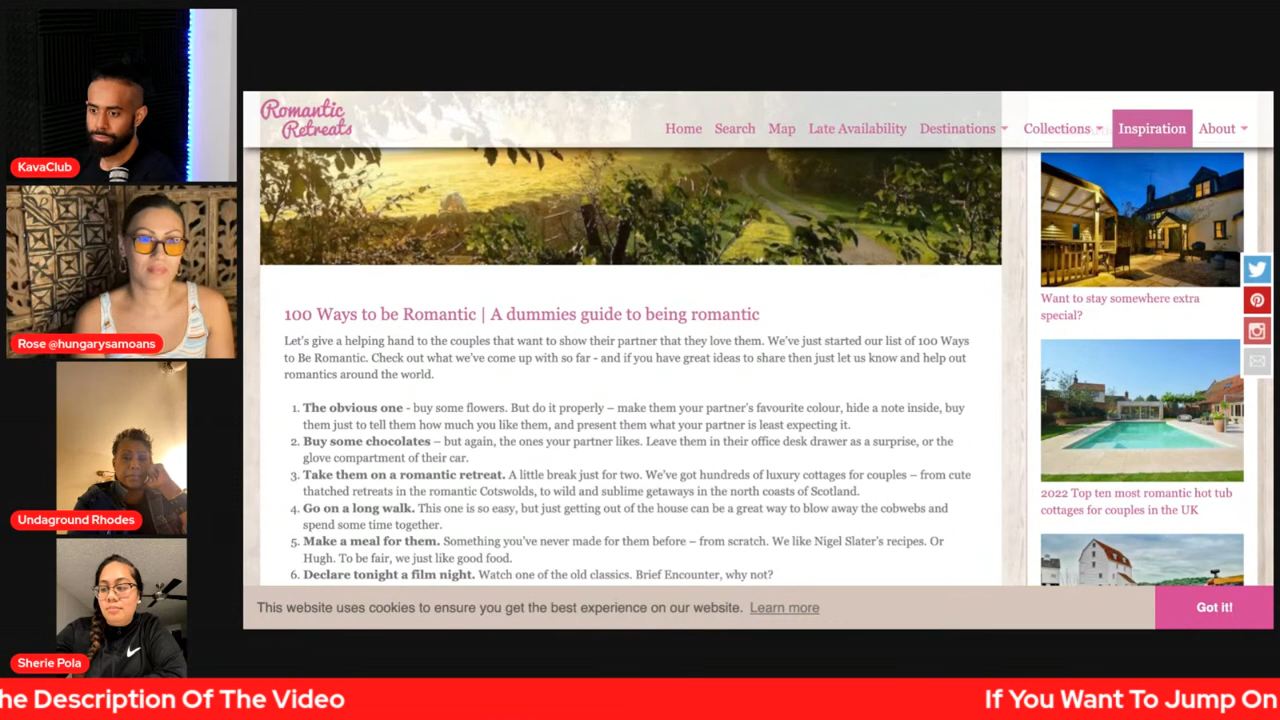 KavaClub
Rose @hungarysamoans
Undaground Rhodes
Sherie Pola
Romantic
Retreats
Home Search Map Late Availability Destinations Collections Inspiration About
100 Ways to be Romantic | A dummies guide to being romantic
Let's give a helping hand to the couples that want to show their partner that they love them. We've just started our list of 100 Ways
to Be Romantic. Check out what we've come up with so far - and if you have great ideas to share then just let us know and help out
romantics around the world.
1. The obvious one - buy some flowers. But do it properly – make them your partner's favourite colour, hide a note inside, buy
them just to tell them how much you like them, and present them what your partner is least expecting it.
2. Buy some chocolates – but again, the ones your partner likes. Leave them in their office desk drawer as a surprise, or the
glove compartment of their car.
3. Take them on a romantic retreat. A little break just for two. We've got hundreds of luxury cottages for couples – from cute
thatched retreats in the romantic Cotswolds, to wild and sublime getaways in the north coasts of Scotland.
4. Go on a long walk. This one is so easy, but just getting out of the house can be a great way to blow away the cobwebs and
spend some time together.
5. Make a meal for them. Something you've never made for them before – from scratch. We like Nigel Slater's recipes. Or
Hugh. To be fair, we just like good food.
6. Declare tonight a film night. Watch one of the old classics. Brief Encounter, why not?
Want to stay somewhere extra
special?
2022 Top ten most romantic hot tub
cottages for couples in the UK
This website uses cookies to ensure you get the best experience on our website. Learn more
Got it!
he Description Of The Video
If You Want To Jump On